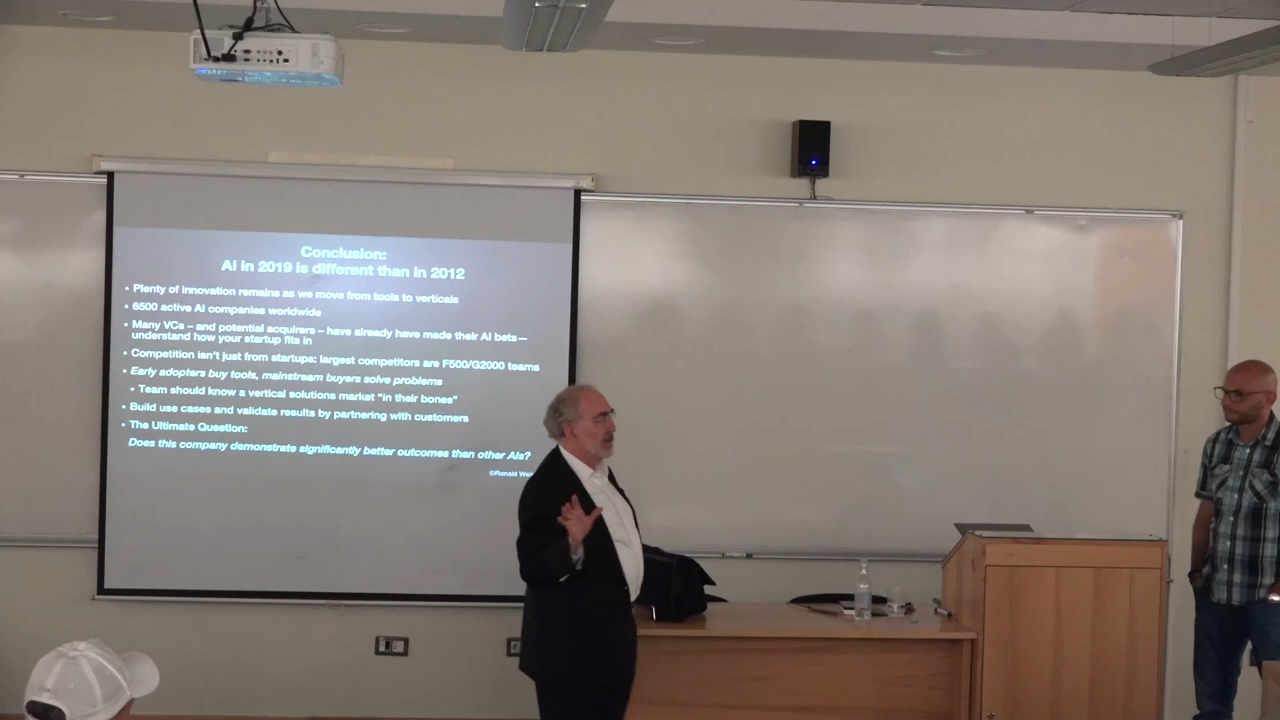 Conclusion:
AI in 2019 is different than in 2012
• Plenty of innovation remains as we move from tools to verticals
• 6500 active AI companies worldwide
• Many VCs – and potential acquirers – have already have made their AI bets—
understand how your startup fits in
• Competition isn't just from startups: largest competitors are F500/G2000 teams
• Early adopters buy tools, mainstream buyers solve problems
• Team should know a vertical solutions market "in their bones"
• Build use cases and validate results by partnering with customers
• The Ultimate Question:
Does this company demonstrate significantly better outcomes than other AIs?
©Ronald